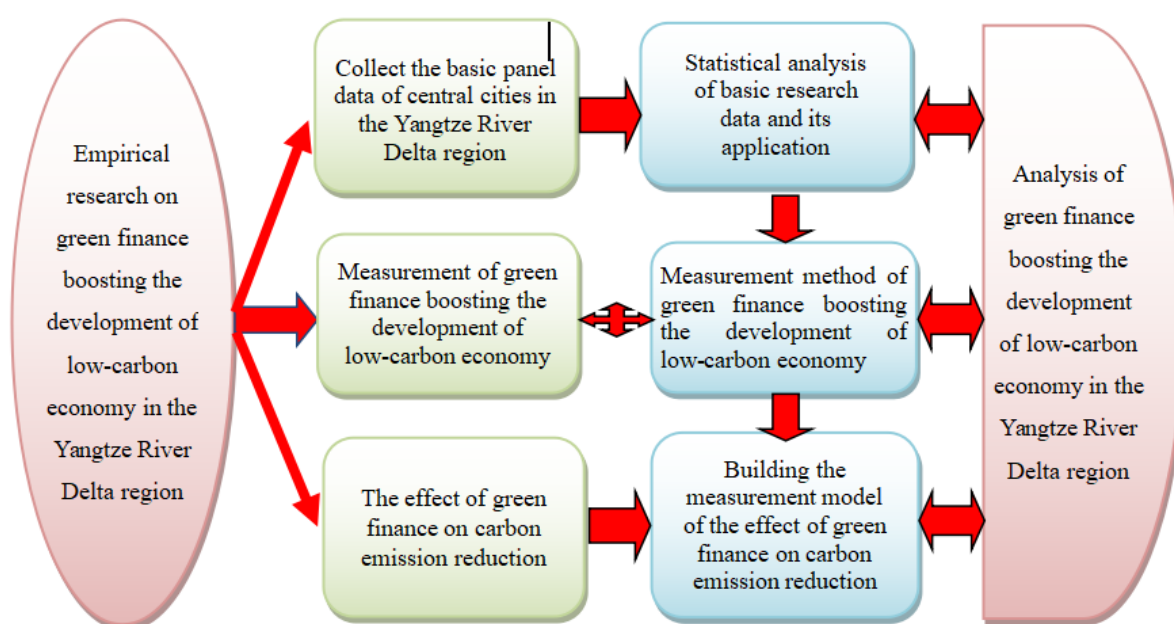 Empirical
research on
green finance
boosting the
development of
low-carbon
economy in the
Yangtze River
Delta region
Collect the basic panel
data of central cities in
the Yangtze River
Delta region
Statistical analysis
of basic research
data and its
application
Measurement of green
finance boosting the
development of
low-carbon economy
Measurement method of
green finance boosting
the development of
low-carbon economy
The effect of green
finance on carbon
emission reduction
Building the
measurement model
of the effect of green
finance on carbon
emission reduction
Analysis of
green finance
boosting the
development
of low-carbon
economy in the
Yangtze River
Delta region